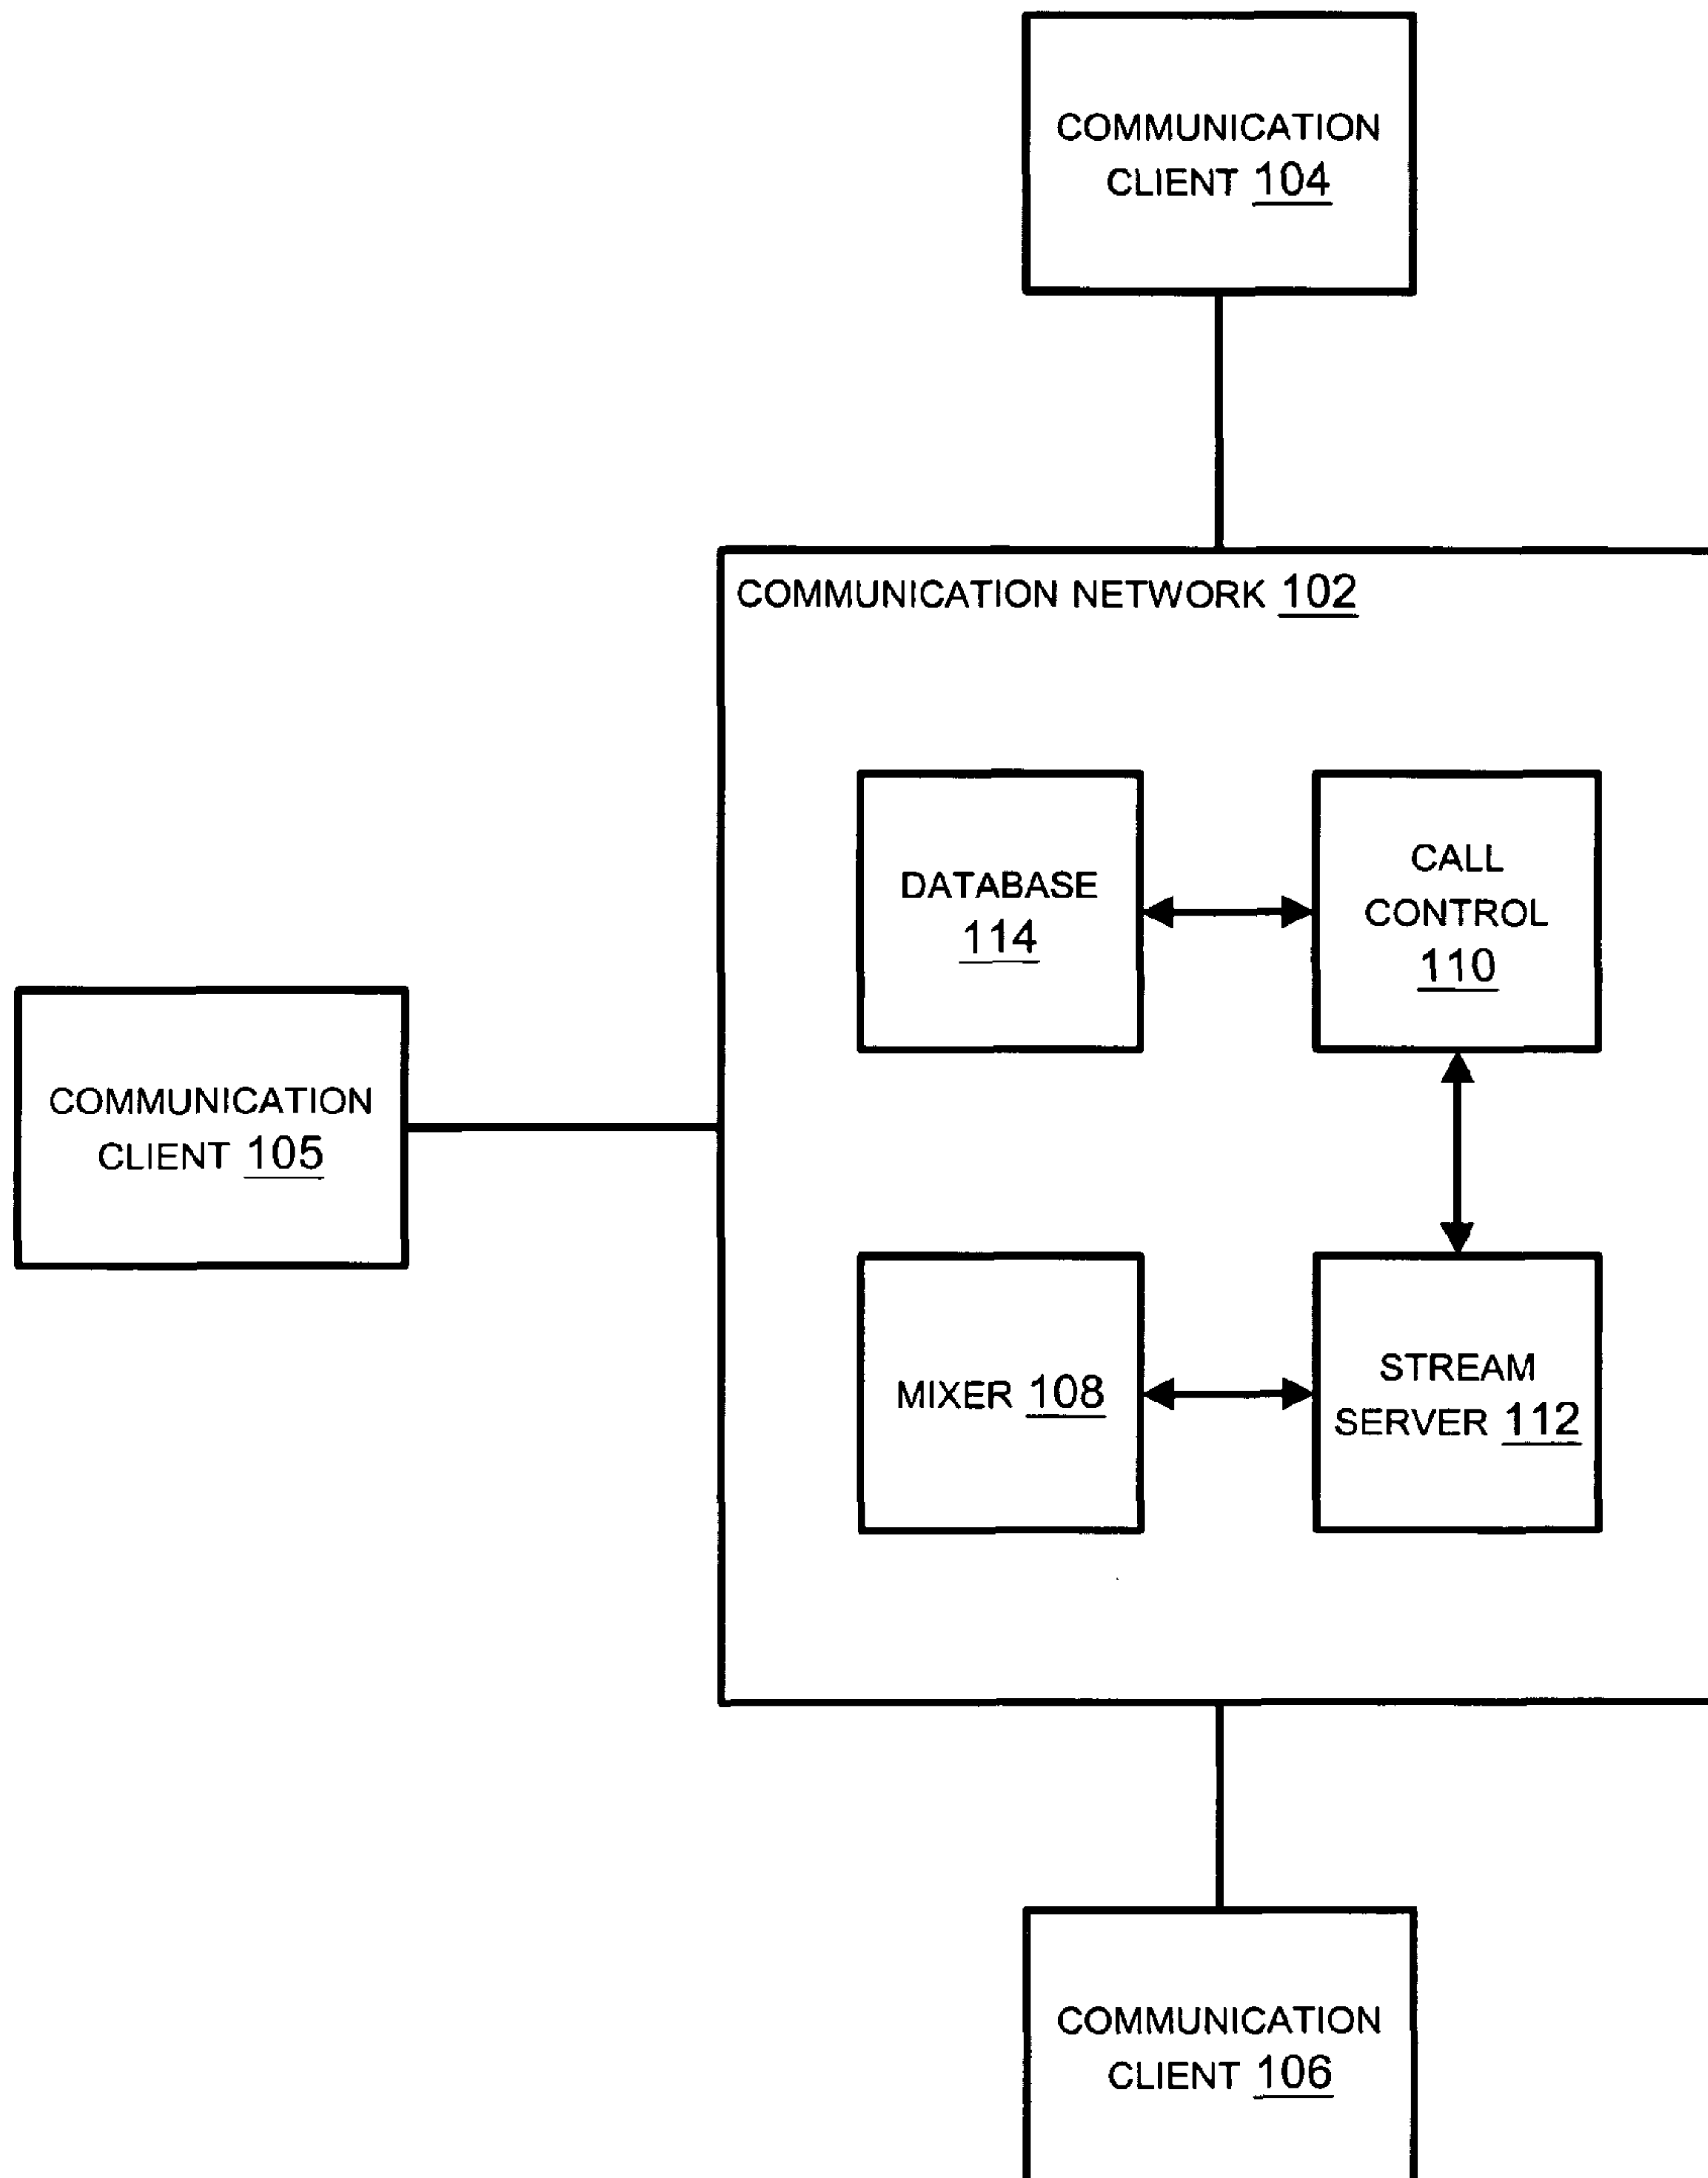 COMMUNICATION
CLIENT 104
COMMUNICATION NETWORK 102
DATABASE
114
CALL
CONTROL
110
COMMUNICATION
CLIENT 105
MIXER 108
STREAM
SERVER 112
COMMUNICATION
CLIENT 106